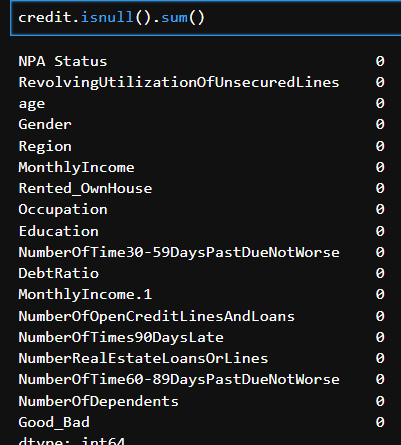 credit.isnull().sum()
NPA Status 0
RevolvingUtilizationOfUnsecuredLines 0
age 0
Gender 0
Region 0
MonthlyIncome 0
Rented_OwnHouse 0
Occupation 0
Education 0
NumberOfTime30-59DaysPastDueNotWorse 0
DebtRatio 0
MonthlyIncome.1 0
NumberOfOpenCreditLinesAndLoans 0
NumberOfTimes90DaysLate 0
NumberRealEstateLoansOrLines 0
NumberOfTime60-89DaysPastDueNotWorse 0
NumberOfDependents 0
Good_Bad 0
dtype: int64